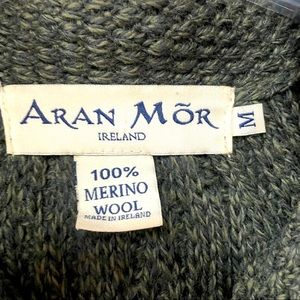 ARAN MÕR
IRELAND
M
100%
MERINO
WOOL
MADE IN IRELAND